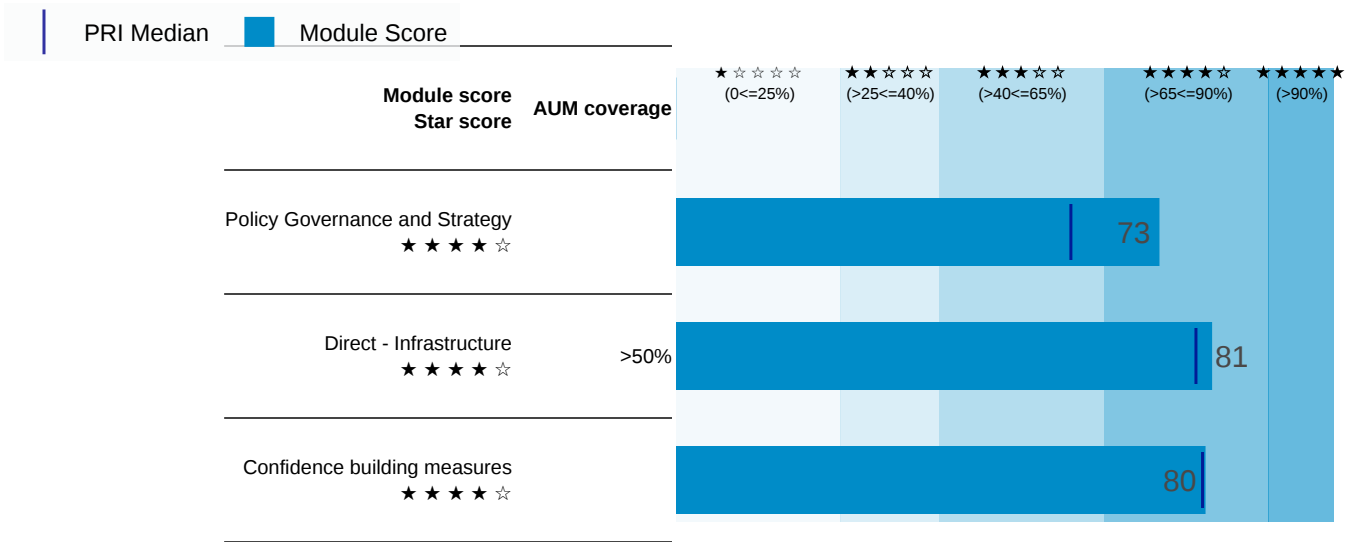 PRI Median Module Score
★☆☆☆☆ ★★☆☆☆ ★★★☆☆ ★★★★☆ ★★★★★
(0<=25%) (>25<=40%) (>40<=65%) (>65<=90%) (>90%)
Module score
Star score
AUM coverage
Policy Governance and Strategy
★★★★☆
73
Direct - Infrastructure
★★★★☆
>50%
81
Confidence building measures
★★★★☆
80